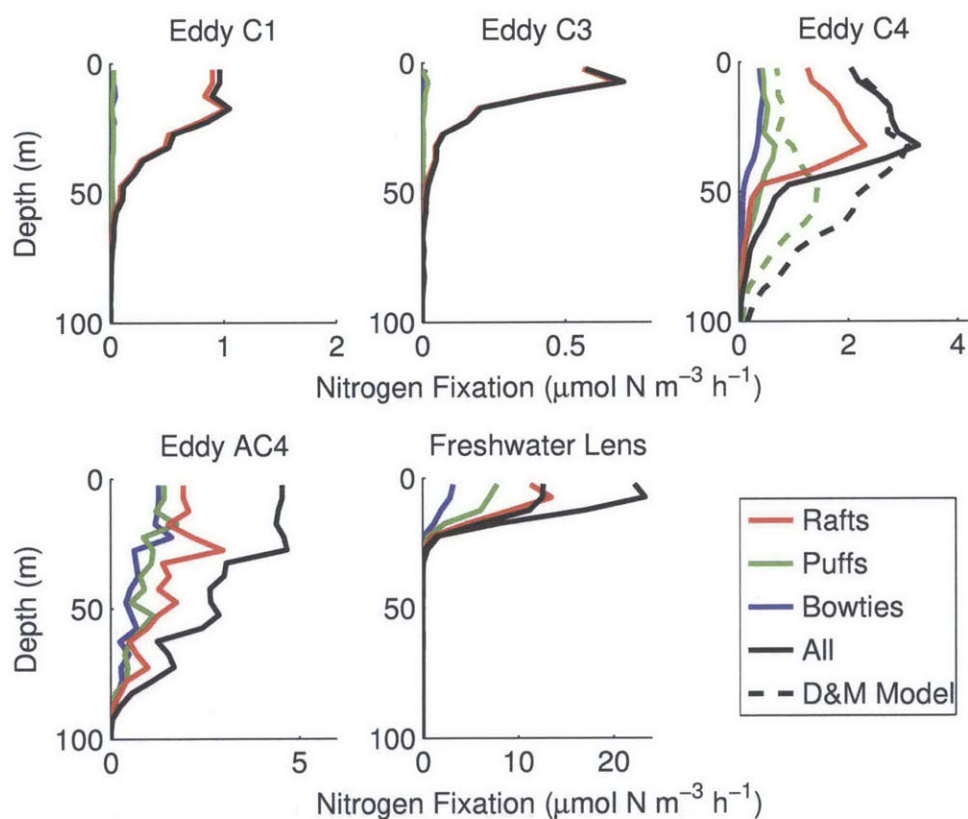 Eddy C1
Eddy C3
Eddy C4
0
50
100
Depth (m)
0
1
2
0
50
100
0
0.5
0
50
100
0
2
4
Nitrogen Fixation (μmol N m⁻³ h⁻¹)
Eddy AC4
Freshwater Lens
0
50
100
Depth (m)
0
5
0
50
100
0
10
20
Nitrogen Fixation (μmol N m⁻³ h⁻¹)
Rafts
Puffs
Bowties
All
D&M Model